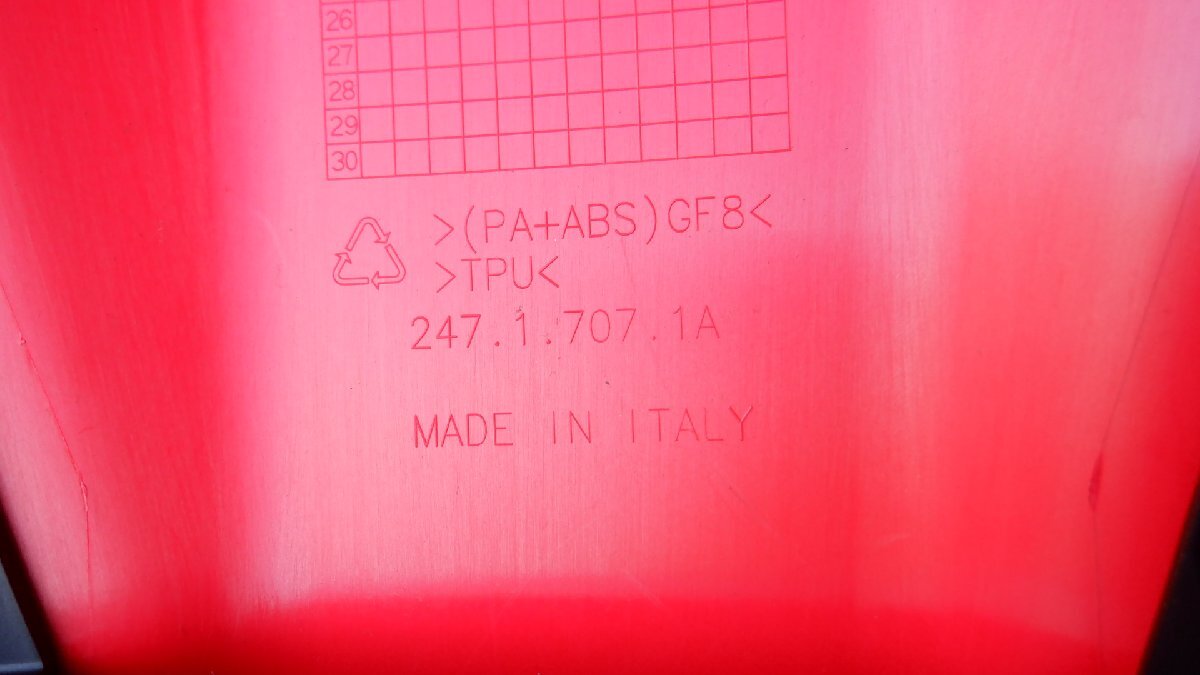 26
27
28
29
30
>(PA+ABS)GF8<
>TPU<
247.1.707.1A
MADE IN ITALY